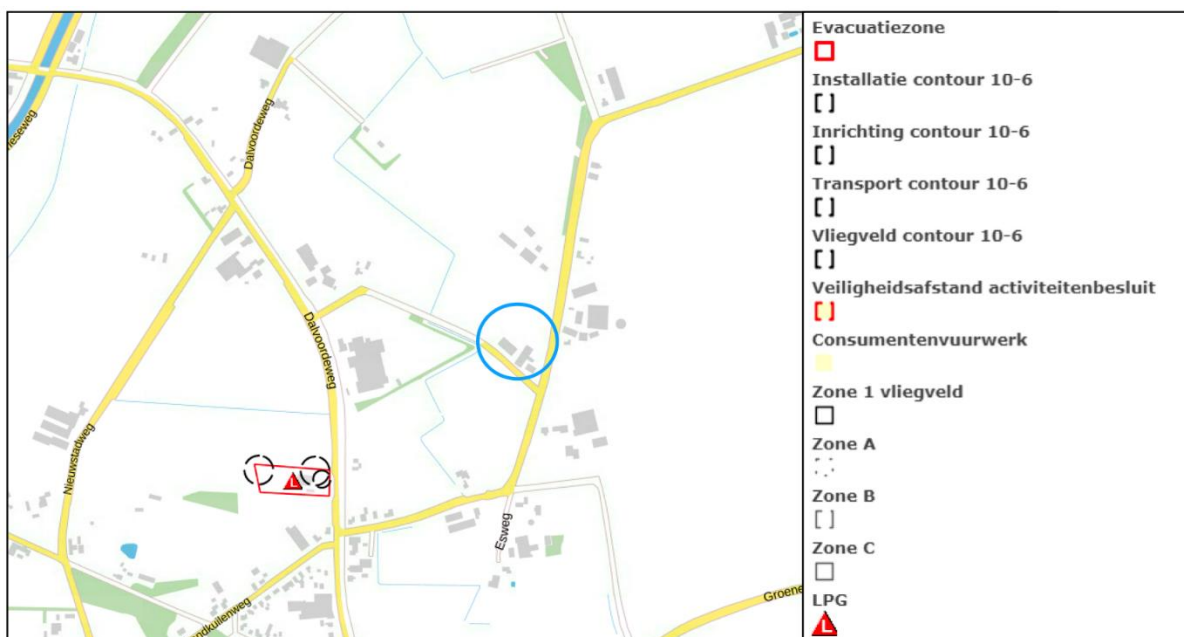 Evacuatiezone
Installatie contour 10-6
Inrichting contour 10-6
Transport contour 10-6
Vliegveld contour 10-6
Veiligheidsafstand activiteitenbesluit
Consumentenvuurwerk
Zone 1 vliegveld
Zone A
Zone B
Zone C
LPG
L
Dalvoordeweg
Dalvoordeweg
Nieuwstadweg
Esweg
L